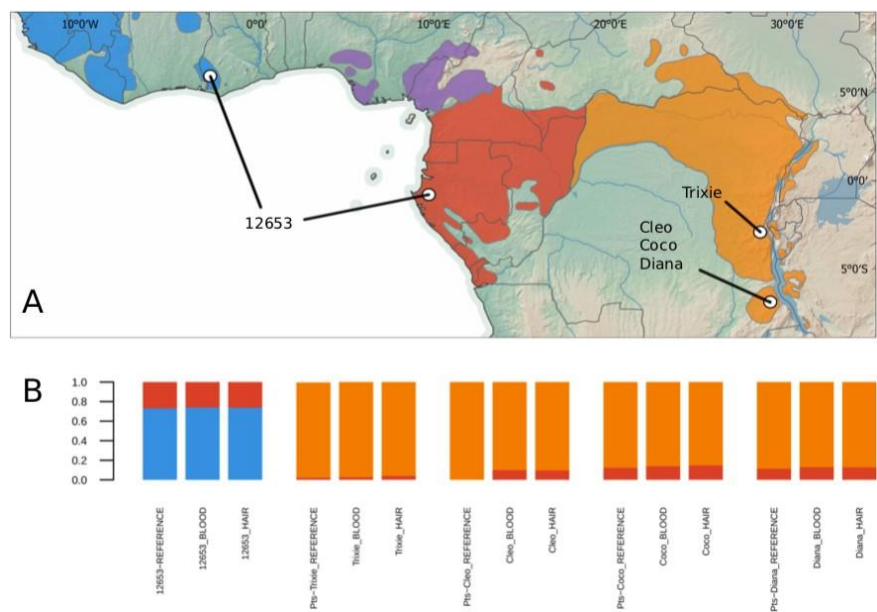 10°0'W
0°0'
10°0'E
20°0'E
30°0'E
5°0'N
0°0'
5°0'S
12653
Trixie
Cleo
Coco
Diana
A
B
1.0
0.8
0.6
0.4
0.2
0.0
12653-REFERENCE
12653_BLOOD
12653_HAIR
Pts-Trixie_REFERENCE
Trixie_BLOOD
Trixie_HAIR
Pts-Cleo_REFERENCE
Cleo_BLOOD
Cleo_HAIR
Pts-Coco_REFERENCE
Coco_BLOOD
Coco_HAIR
Pts-Diana_REFERENCE
Diana_BLOOD
Diana_HAIR